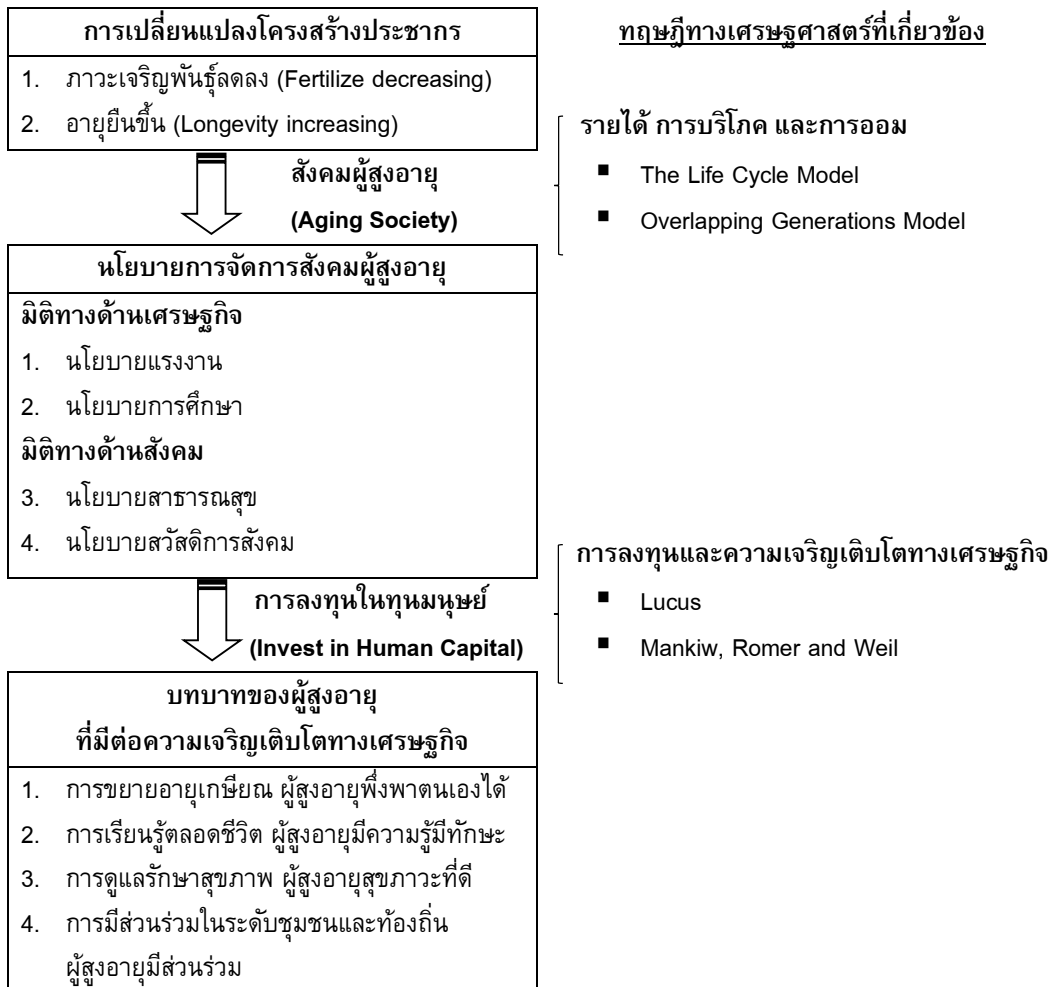 การเปลี่ยนแปลงโครงสร้างประชากร
1. ภาวะเจริญพันธุ์ลดลง (Fertilize decreasing)
2. อายุยืนขึ้น (Longevity increasing)
สังคมผู้สูงอายุ
(Aging Society)
นโยบายการจัดการสังคมผู้สูงอายุ
มิติทางด้านเศรษฐกิจ
1. นโยบายแรงงาน
2. นโยบายการศึกษา
มิติทางด้านสังคม
3. นโยบายสาธารณสุข
4. นโยบายสวัสดิการสังคม
การลงทุนในทุนมนุษย์
(Invest in Human Capital)
บทบาทของผู้สูงอายุ
ที่มีต่อความเจริญเติบโตทางเศรษฐกิจ
1. การขยายอายุเกษียณ ผู้สูงอายุพึ่งพาตนเองได้
2. การเรียนรู้ตลอดชีวิต ผู้สูงอายุมีความรู้มีทักษะ
3. การดูแลรักษาสุขภาพ ผู้สูงอายุสุขภาวะที่ดี
4. การมีส่วนร่วมในระดับชุมชนและท้องถิ่น
ผู้สูงอายุมีส่วนร่วม
ทฤษฎีทางเศรษฐศาสตร์ที่เกี่ยวข้อง
รายได้ การบริโภค และการออม
▪ The Life Cycle Model
▪ Overlapping Generations Model
การลงทุนและความเจริญเติบโตทางเศรษฐกิจ
▪ Lucus
▪ Mankiw, Romer and Weil